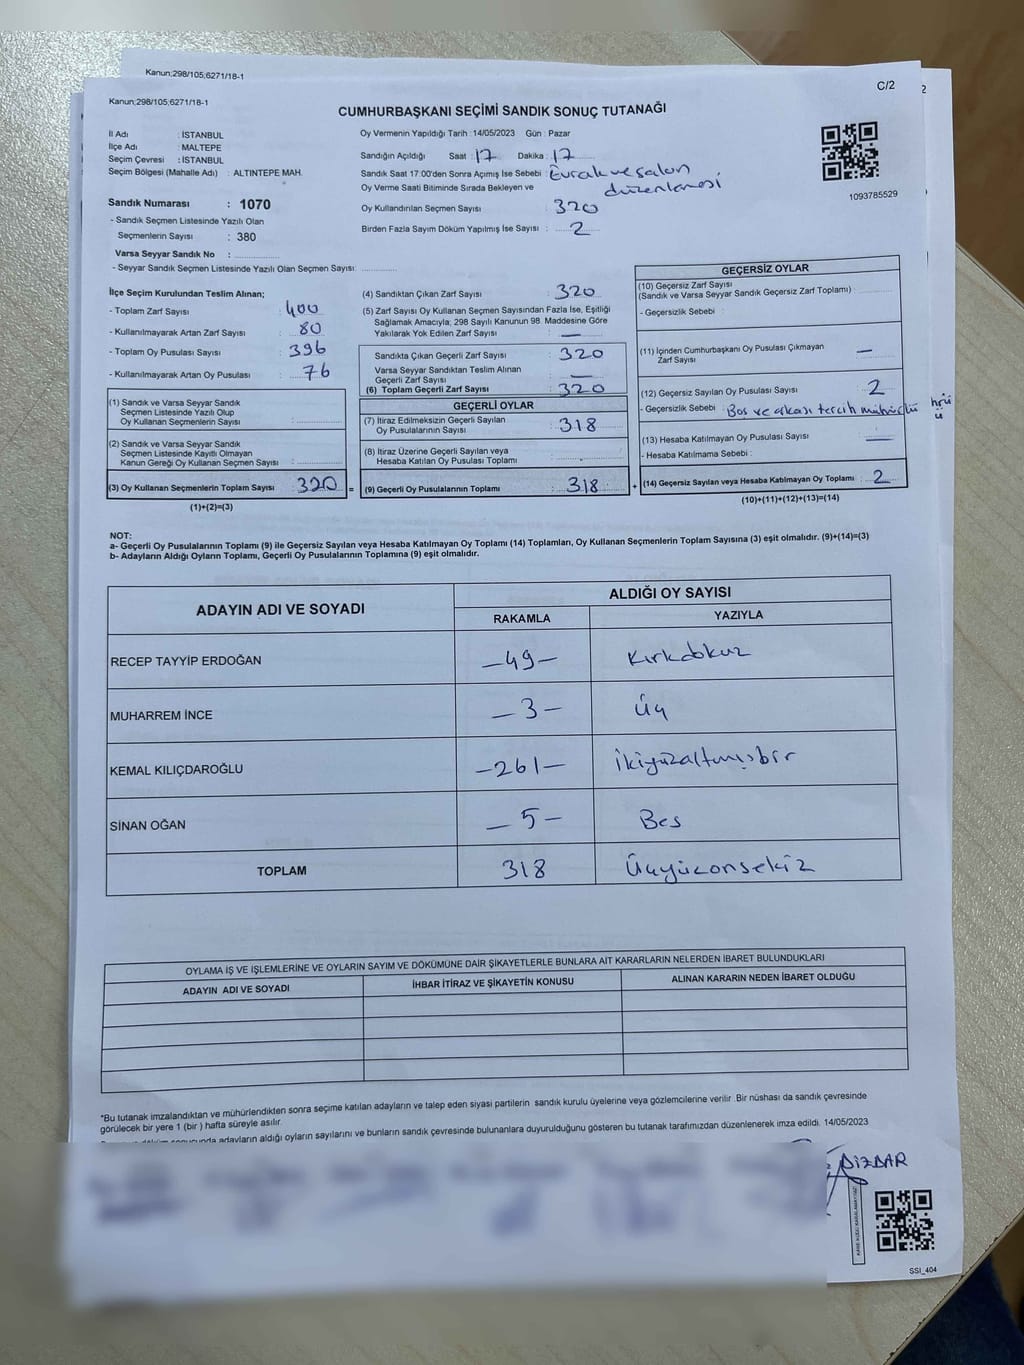 Kanun;298/105;6271/18-1
Kanun;298/105;6271/18-1
C/2
2
CUMHURBAŞKANI SEÇİMİ SANDIK SONUÇ TUTANAĞI
İl Adı : İSTANBUL
İlçe Adı : MALTEPE
Seçim Çevresi : İSTANBUL
Seçim Bölgesi (Mahalle Adı) : ALTINTEPE MAH.
Sandık Numarası : 1070
- Sandık Seçmen Listesinde Yazılı Olan
Seçmenlerin Sayısı : 380
Varsa Seyyar Sandık No :
- Seyyar Sandık Seçmen Listesinde Yazılı Olan Seçmen Sayısı:
Oy Vermenin Yapıldığı Tarih : 14/05/2023 Gün : Pazar
Sandığın Açıldığı Saat : 17 Dakika : 17
Sandık Saat 17:00'den Sonra Açımış İse Sebebi : Evrak ve salon
Oy Verme Saati Bitiminde Sırada Bekleyen ve düzenlemesi
Oy Kullandırılan Seçmen Sayısı : 320
Birden Fazla Sayım Döküm Yapılmış İse Sayısı : 2
1093785529
İlçe Seçim Kurulundan Teslim Alınan;
- Toplam Zarf Sayısı : 400
- Kullanılmayarak Artan Zarf Sayısı : 80
- Toplam Oy Pusulası Sayısı : 396
- Kullanılmayarak Artan Oy Pusulası : 76
(1) Sandık ve Varsa Seyyar Sandık
Seçmen Listesinde Yazılı Olup
Oy Kullanan Seçmenlerin Sayısı :
(2) Sandık ve Varsa Seyyar Sandık
Seçmen Listesinde Kayıtlı Olmayan
Kanun Gereği Oy Kullanan Seçmen Sayısı :
(3) Oy Kullanan Seçmenlerin Toplam Sayısı 320 =
(1)+(2)=(3)
(4) Sandıktan Çıkan Zarf Sayısı : 320
(5) Zarf Sayısı Oy Kullanan Seçmen Sayısından Fazla İse, Eşitliği
Sağlamak Amacıyla; 298 Sayılı Kanunun 98. Maddesine Göre
Yakılarak Yok Edilen Zarf Sayısı : —
Sandıkta Çıkan Geçerli Zarf Sayısı : 320
Varsa Seyyar Sandıktan Teslim Alınan
Geçerli Zarf Sayısı : —
(6) Toplam Geçerli Zarf Sayısı : 320
GEÇERLİ OYLAR
(7) İtiraz Edilmeksizin Geçerli Sayılan
Oy Pusulalarının Sayısı : 318
(8) İtiraz Üzerine Geçerli Sayılan veya
Hesaba Katılan Oy Pusulası Toplamı :
(9) Geçerli Oy Pusulalarının Toplamı : 318 +
GEÇERSİZ OYLAR
(10) Geçersiz Zarf Sayısı
(Sandık ve Varsa Seyyar Sandık Geçersiz Zarf Toplamı) :
- Geçersizlik Sebebi :
(11) İçinden Cumhurbaşkanı Oy Pusulası Çıkmayan
Zarf Sayısı : —
(12) Geçersiz Sayılan Oy Pusulası Sayısı : 2
- Geçersizlik Sebebi : Boş ve arkası tercih mühürlü
hrü
ü
(13) Hesaba Katılmayan Oy Pusulası Sayısı : —
- Hesaba Katılmama Sebebi :
(14) Geçersiz Sayılan veya Hesaba Katılmayan Oy Toplamı : 2
(10)+(11)+(12)+(13)=(14)
NOT:
a- Geçerli Oy Pusulalarının Toplamı (9) ile Geçersiz Sayılan veya Hesaba Katılmayan Oy Toplamı (14) Toplamları, Oy Kullanan Seçmenlerin Toplam Sayısına (3) eşit olmalıdır. (9)+(14)=(3)
b- Adayların Aldığı Oyların Toplamı, Geçerli Oy Pusulalarının Toplamına (9) eşit olmalıdır.
ADAYIN ADI VE SOYADI ALDIĞI OY SAYISI
RAKAMLA YAZIYLA
RECEP TAYYİP ERDOĞAN —49— Kırkdokuz
MUHARREM İNCE —3— Üç
KEMAL KILIÇDAROĞLU —261— ikiyüzaltmışbir
SİNAN OĞAN —5— Beş
TOPLAM 318 Üçyüzonsekiz
OYLAMA İŞ VE İŞLEMLERİNE VE OYLARIN SAYIM VE DÖKÜMÜNE DAİR ŞİKAYETLERLE BUNLARA AİT KARARLARIN NELERDEN İBARET BULUNDUKLARI
ADAYIN ADI VE SOYADI İHBAR İTİRAZ VE ŞİKAYETİN KONUSU ALINAN KARARIN NEDEN İBARET OLDUĞU
*Bu tutanak imzalandıktan ve mühürlendikten sonra seçime katılan adayların ve talep eden siyasi partilerin sandık kurulu üyelerine veya gözlemcilerine verilir. Bir nüshası da sandık çevresinde
görülecek bir yere 1 (bir ) hafta süreyle asılır.
adayların aldığı oyların sayılarını ve bunların sandık çevresinde bulunanlara duyurulduğunu gösteren bu tutanak tarafımızdan düzenlenerek imza edildi. 14/05/2023
DİZDAR
SSİ_404